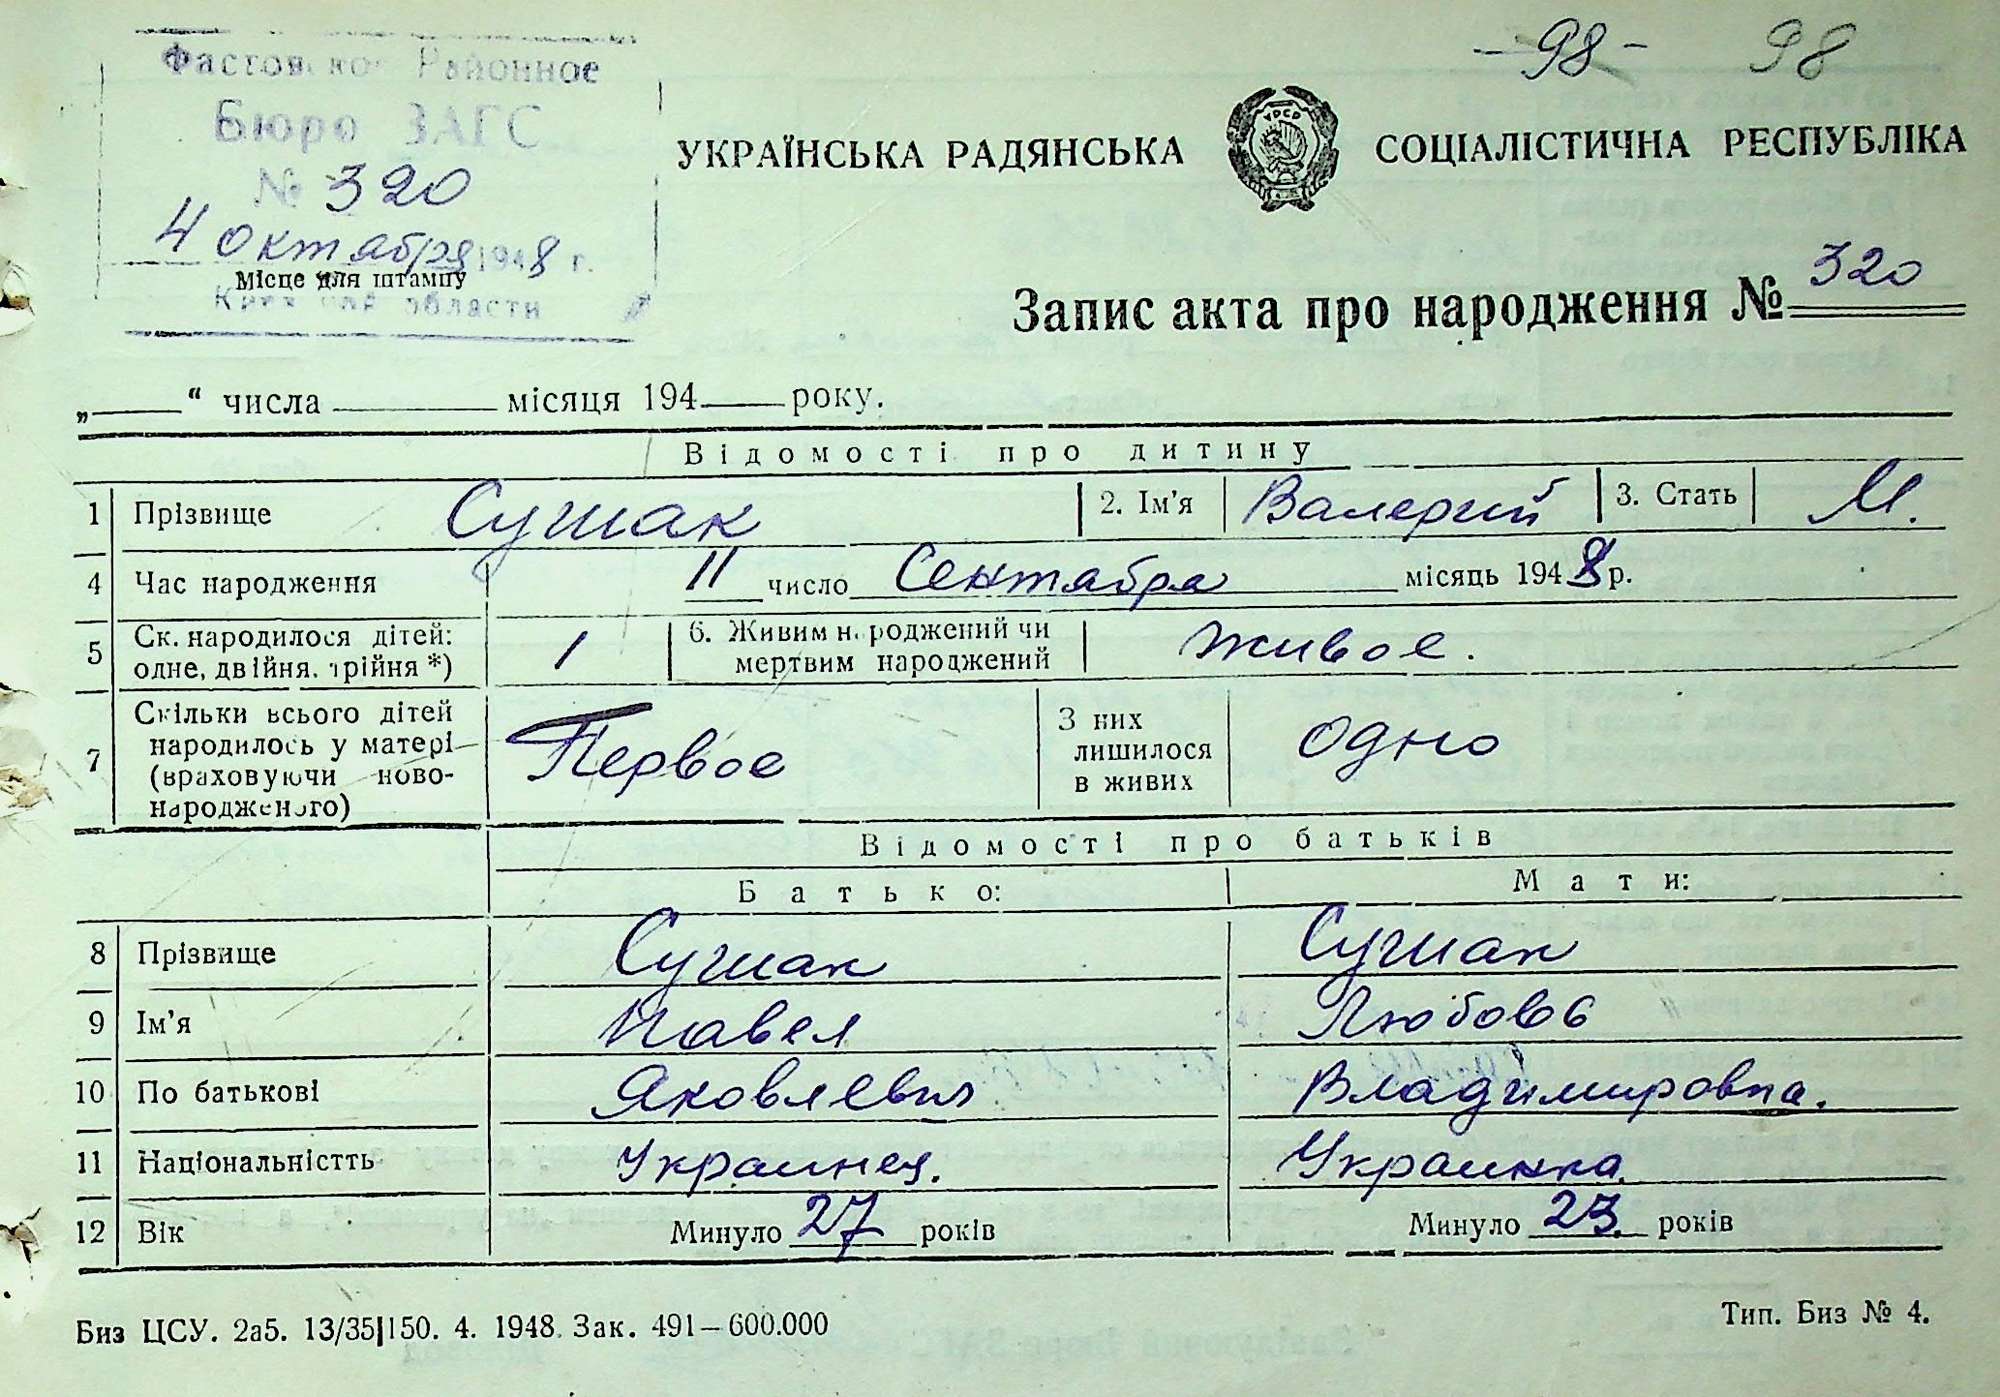 -98- 98
Фастовское Районное
Бюро ЗАГС
№ 320
4 октября 1948 г.
Місце для штампу
Киевской области
УКРАЇНСЬКА РАДЯНСЬКА СОЦІАЛІСТИЧНА РЕСПУБЛІКА
УРСР
Запис акта про народження № 320
„____“ числа ____ місяця 194__ року.
Відомості про дитину
1 Прізвище Сушак 2. Ім'я Валерий 3. Стать М.
4 Час народження 11 число Сентября місяць 1948 р.
5 Ск. народилося дітей: одне, двійня, трійня *) 1 6. Живим народжений чи мертвим народжений живое.
7 Скільки всього дітей народилось у матері (враховуючи новонародженого) Первое З них лишилося в живих одно
Відомості про батьків
Батько: Мати:
8 Прізвище Сушак Сушак
9 Ім'я Павел Любовь
10 По батькові Яковлевич Владимировна.
11 Національністть Украинец. Украинка.
12 Вік Минуло 27 років Минуло 23 років
Биз ЦСУ. 2а5. 13/35|150. 4. 1948. Зак. 491—600.000 Тип. Биз № 4.